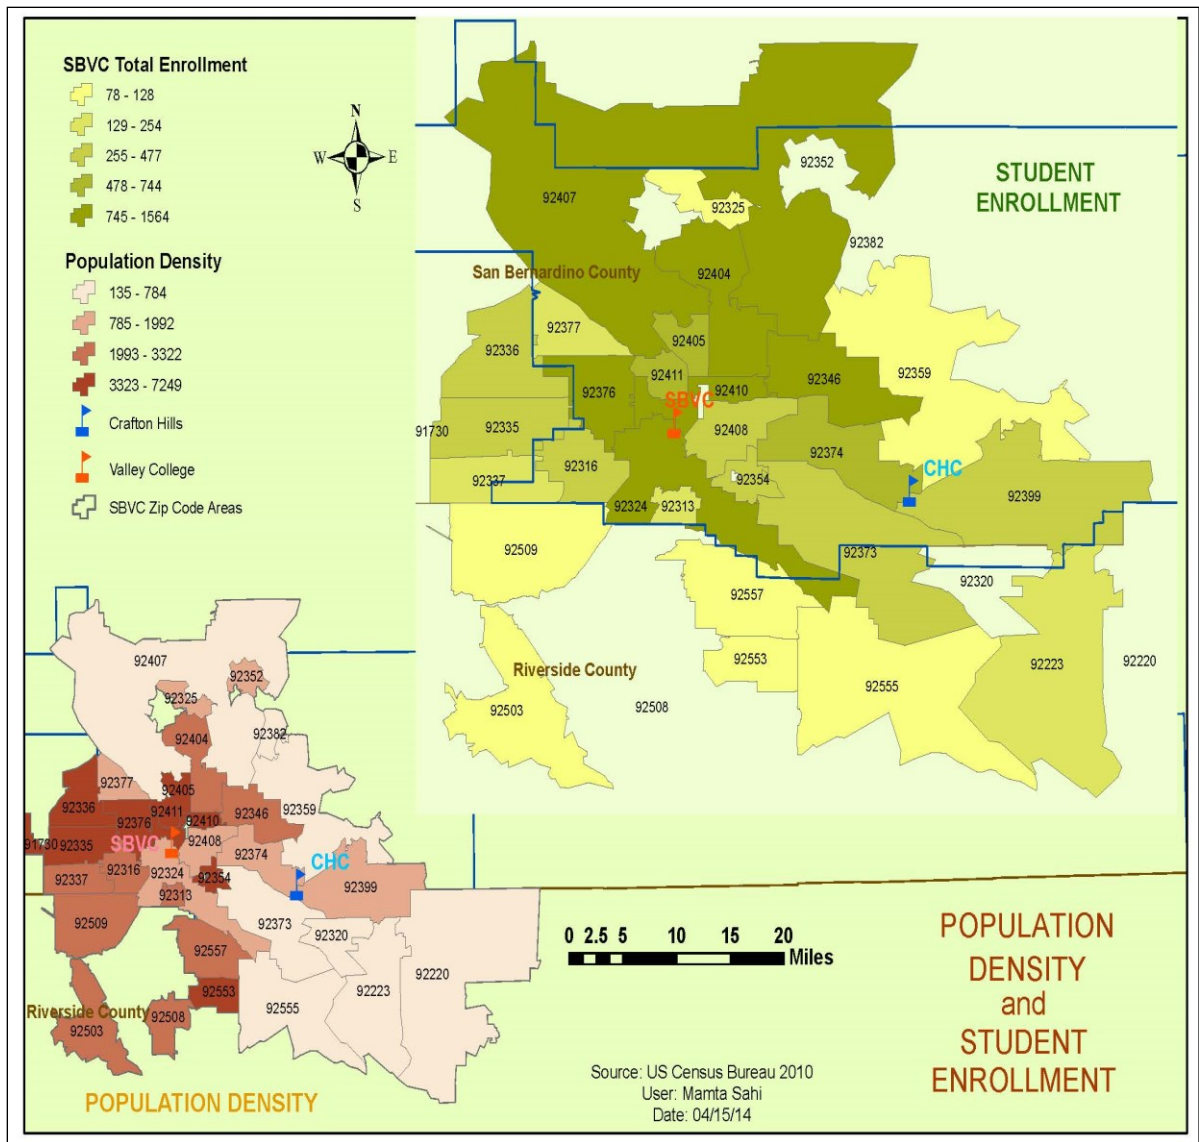 SBVC Total Enrollment
78 - 128
129 - 254
255 - 477
478 - 744
745 - 1564
Population Density
135 - 784
785 - 1992
1993 - 3322
3323 - 7249
Crafton Hills
Valley College
SBVC Zip Code Areas
N
W E
S
STUDENT
ENROLLMENT
92352
92407
92325
92382
San Bernardino County
92404
92377
92336
92405
92359
92411
92346
92376
92410
SBVC
91730
92335
92408
92374
92316
CHC
92337
92354
92399
92324
92313
92509
92373
92320
92557
92553
92223
92220
Riverside County
92555
92503
92508
92407
92352
92325
92404
92382
92377
92405
92336
92411
92359
92376
92410
92346
91730
92335
SBVC
92408
92374
CHC
92316
92324
92354
92337
92399
92313
92509
92373
92320
92557
92220
92553
92223
92555
Riverside County
92508
92503
POPULATION DENSITY
0 2.5 5 10 15 20
Miles
POPULATION
DENSITY
and
STUDENT
ENROLLMENT
Source: US Census Bureau 2010
User: Mamta Sahi
Date: 04/15/14